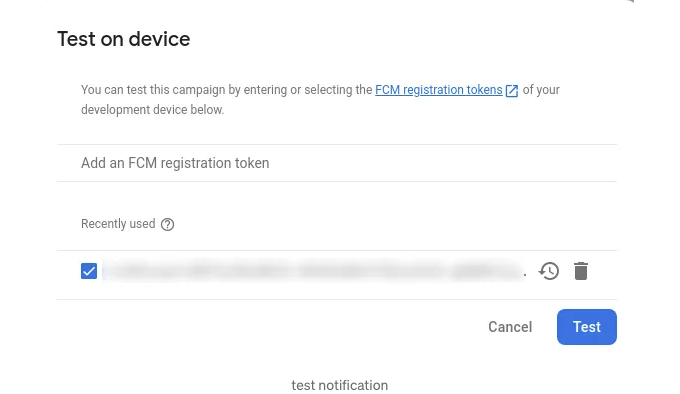 Test on device
You can test this campaign by entering or selecting the FCM registration tokens of your
development device below.
Add an FCM registration token
Recently used
Cancel
Test
test notification